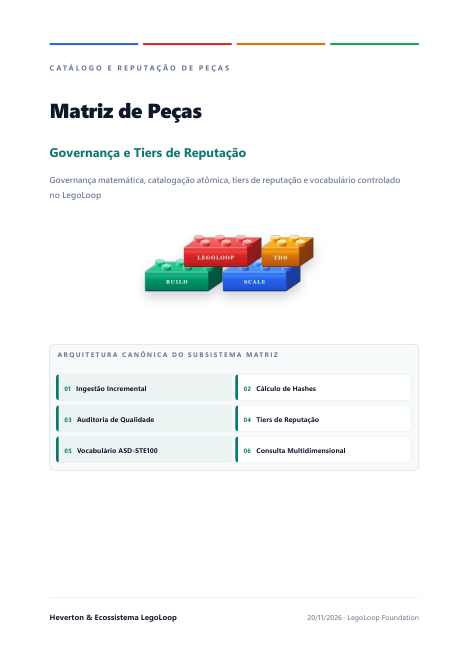 CATÁLOGO E REPUTAÇÃO DE PEÇAS
Matriz de Peças
Governança e Tiers de Reputação
Governança matemática, catalogação atômica, tiers de reputação e vocabulário controlado
no LegoLoop
LEGOLOOP
TDD
BUILD
SCALE
ARQUITETURA CANÔNICA DO SUBSISTEMA MATRIZ
01 Ingestão Incremental
02 Cálculo de Hashes
03 Auditoria de Qualidade
04 Tiers de Reputação
05 Vocabulário ASD-STE100
06 Consulta Multidimensional
Heverton & Ecossistema LegoLoop
20/11/2026 · LegoLoop Foundation